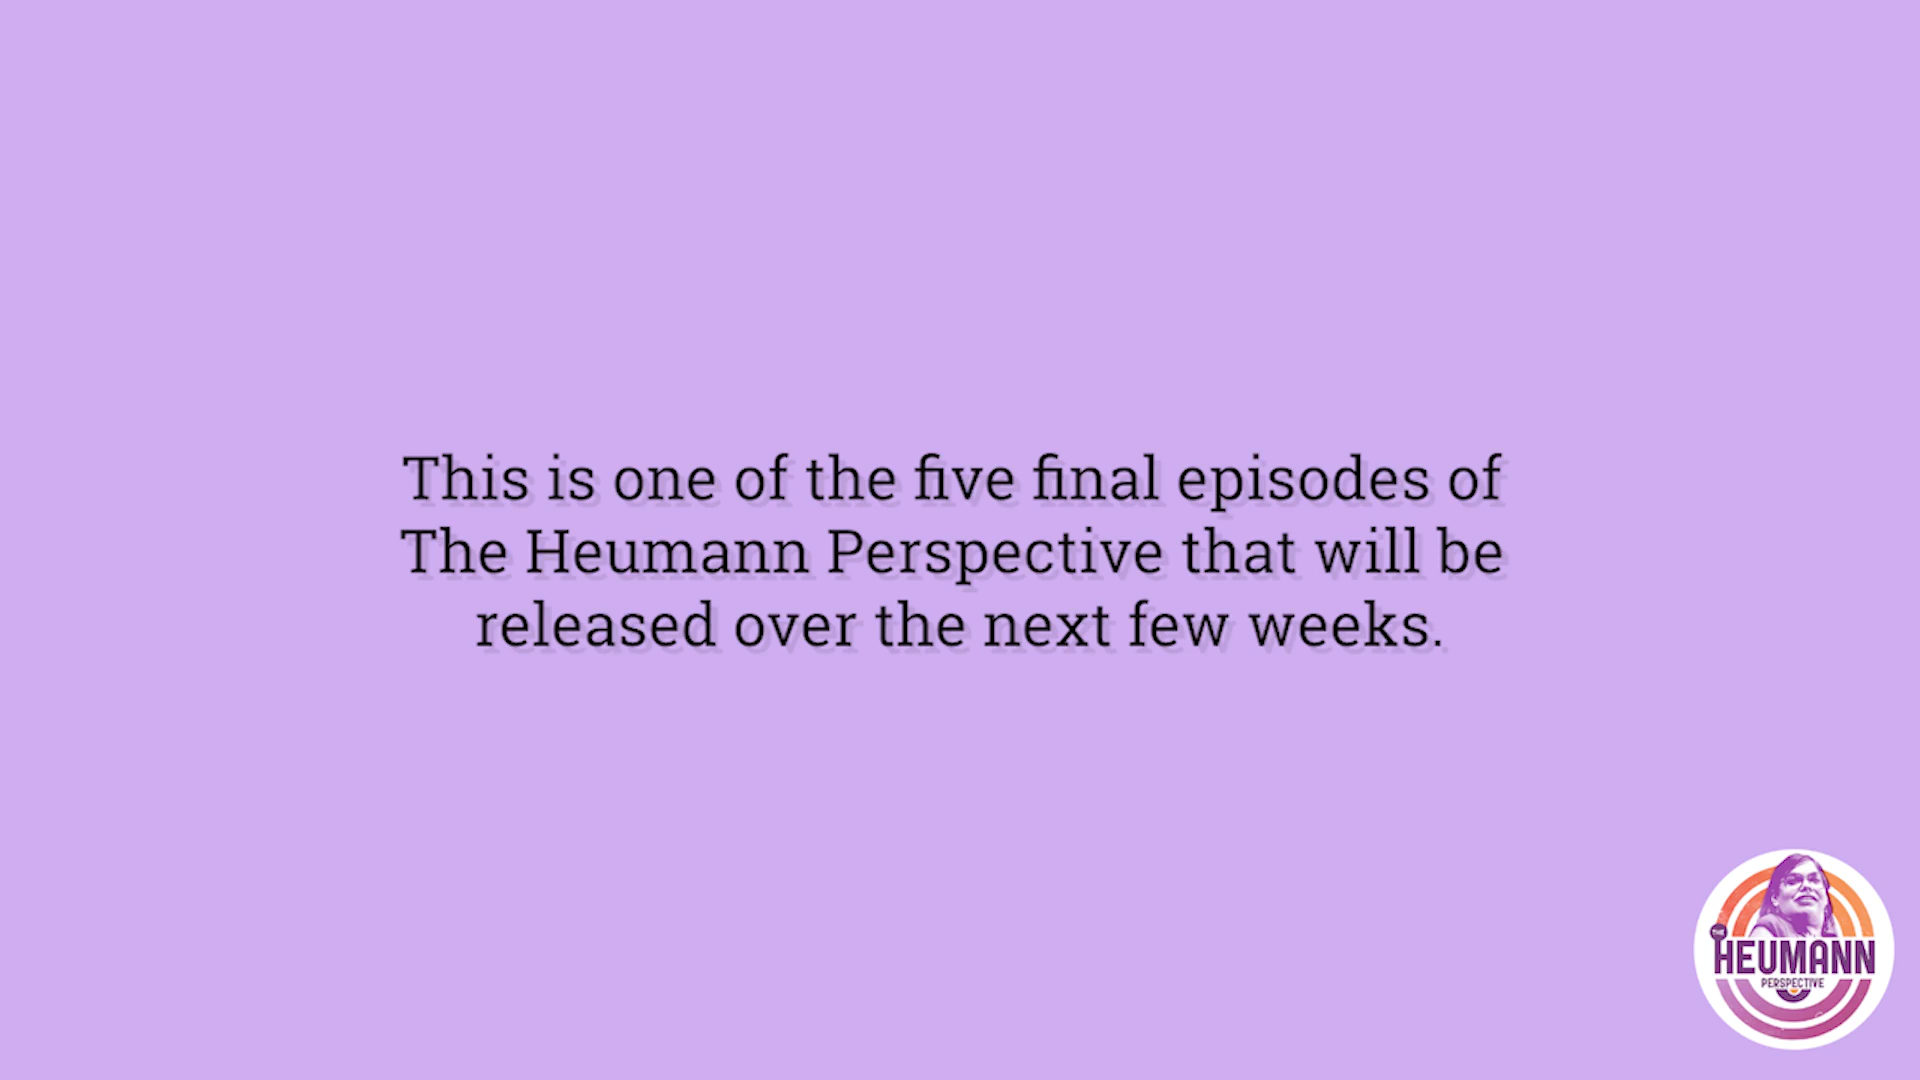 This is one of the five final episodes of
The Heumann Perspective that will be
released over the next few weeks.
THE
HEUMANN
PERSPECTIVE